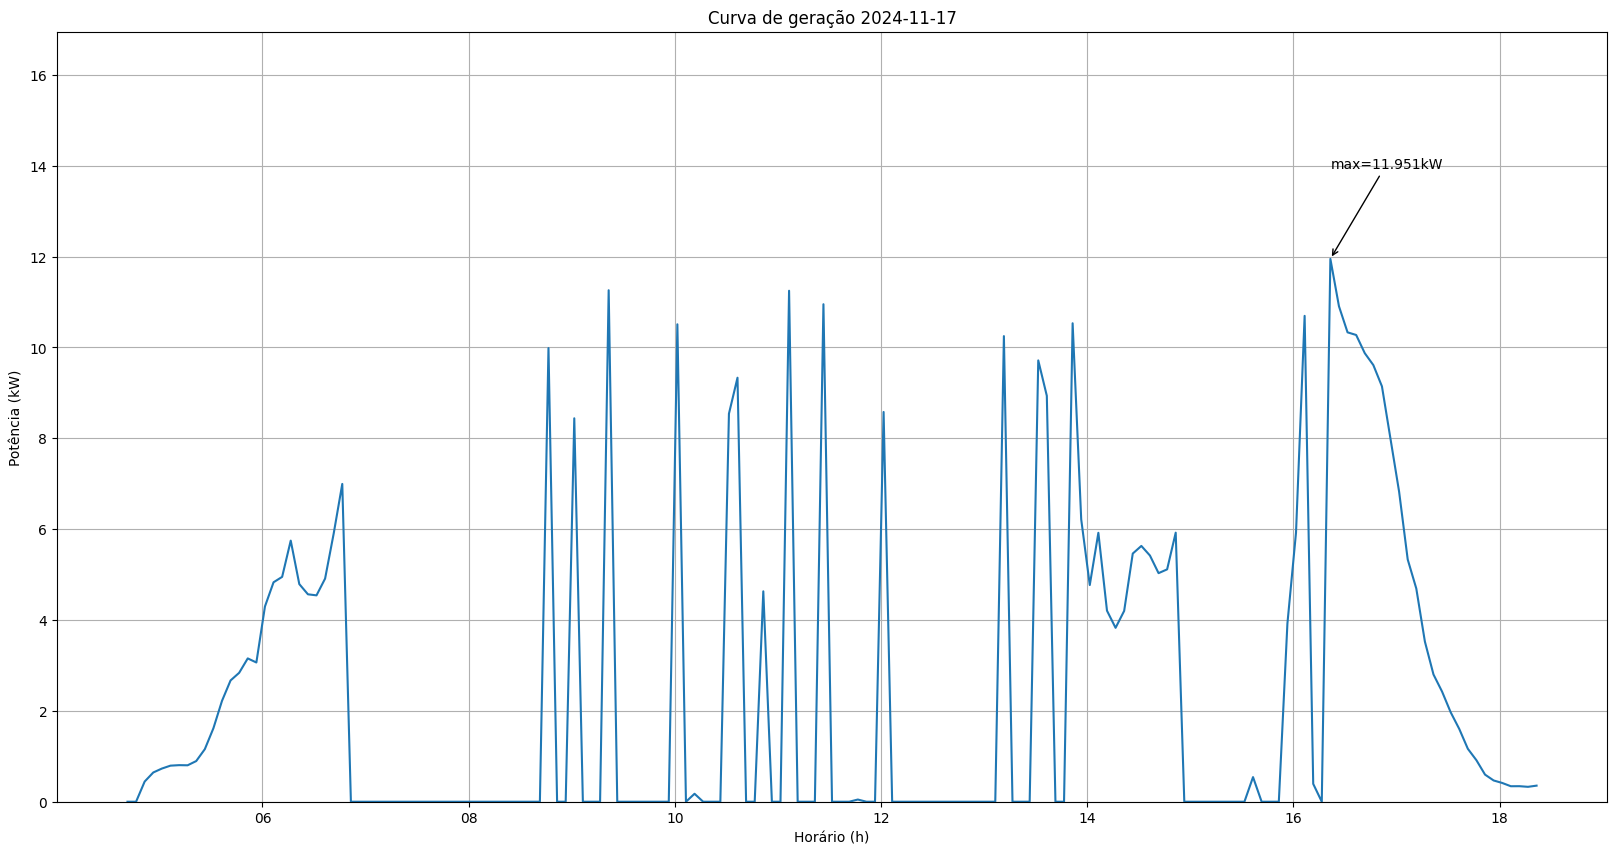 Curva de geração 2024-11-17
Potência (kW)
16
14
12
10
8
6
4
2
0
max=11.951kW
06 08 10 12 14 16 18
Horário (h)